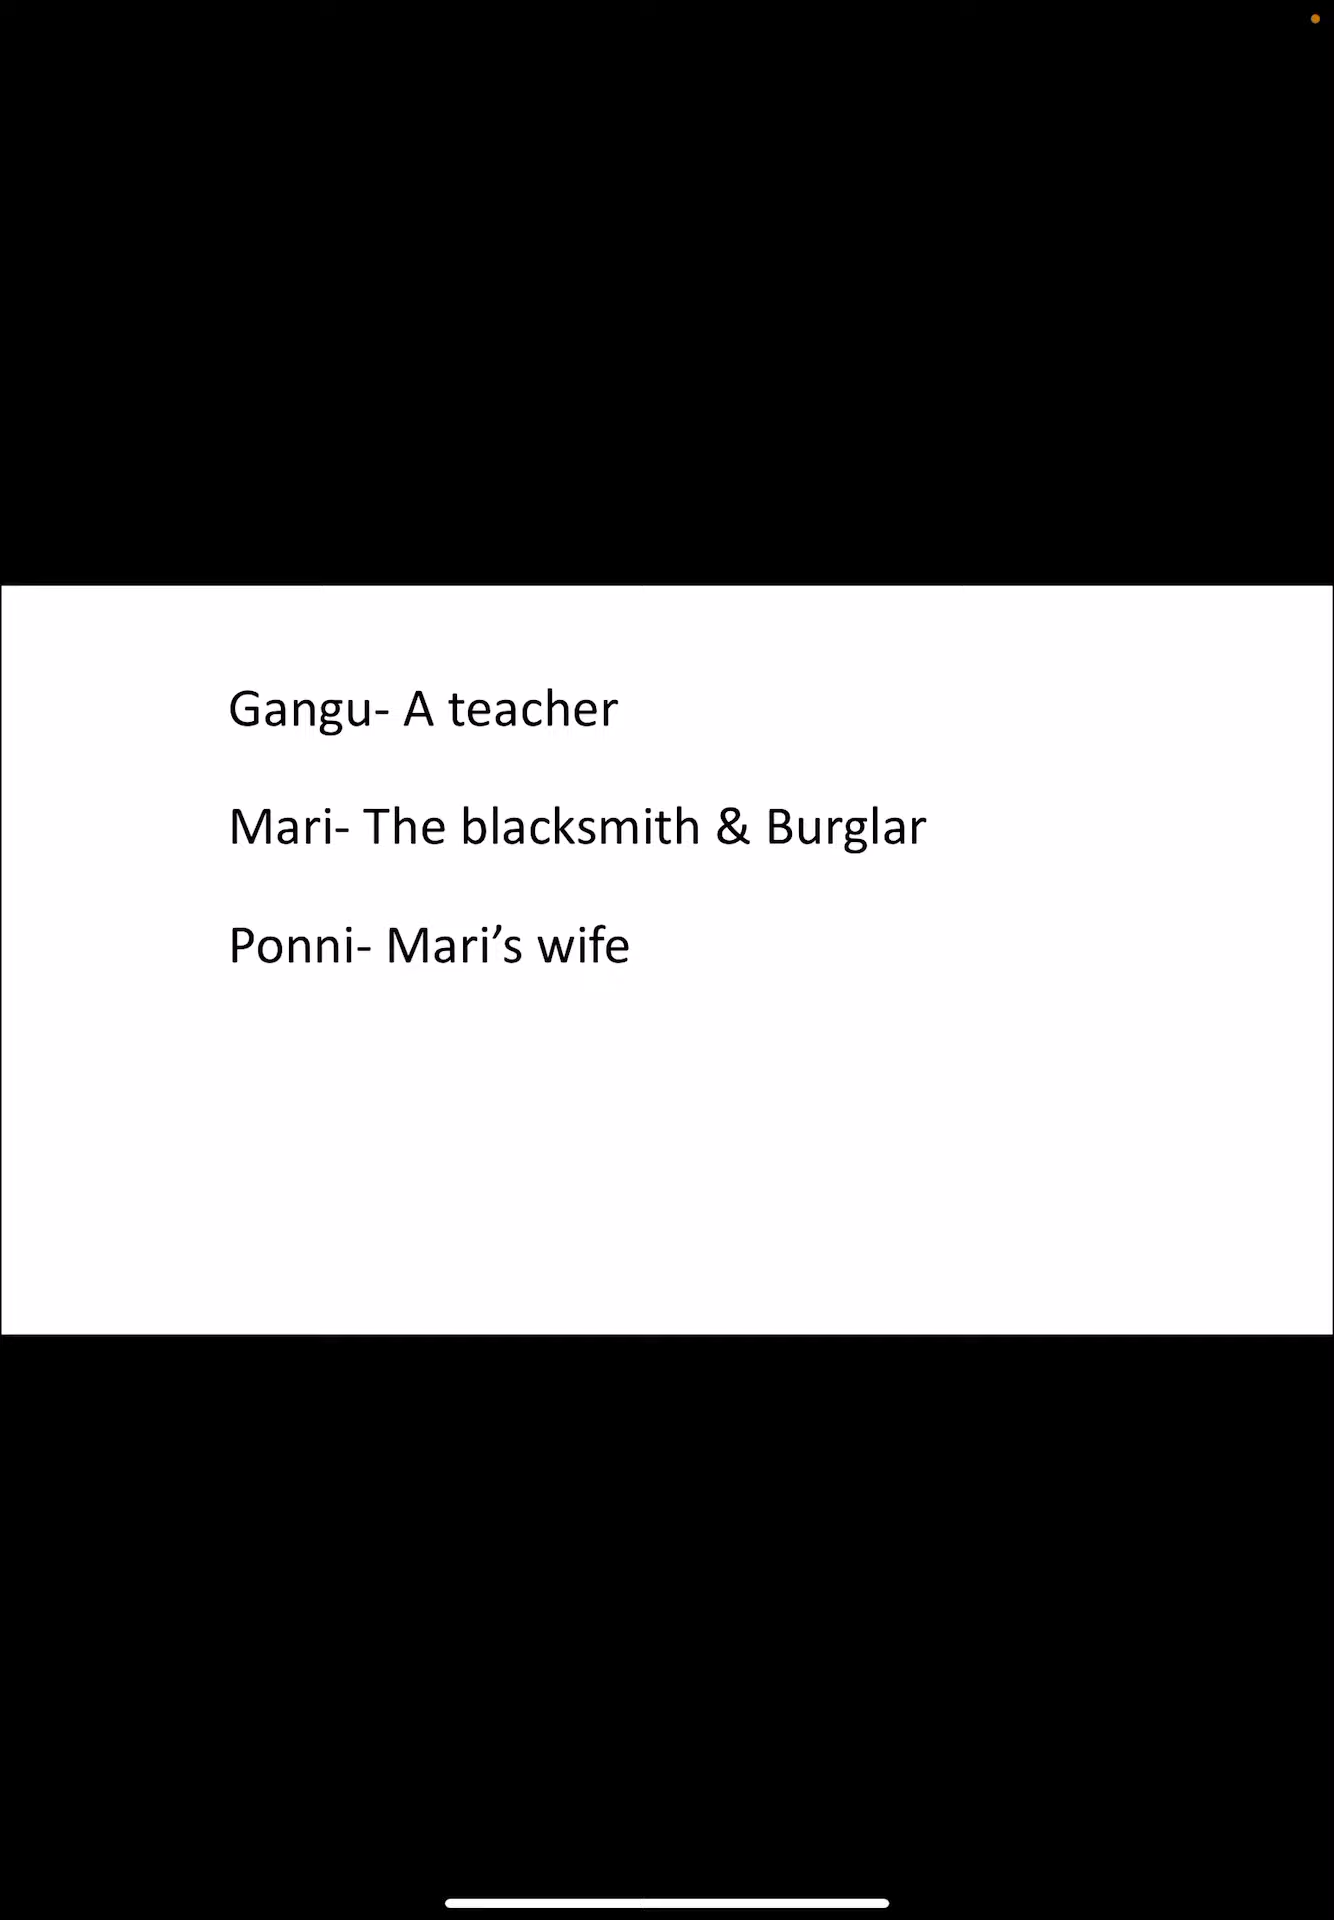 Gangu- A teacher
Mari- The blacksmith & Burglar
Ponni- Mari’s wife